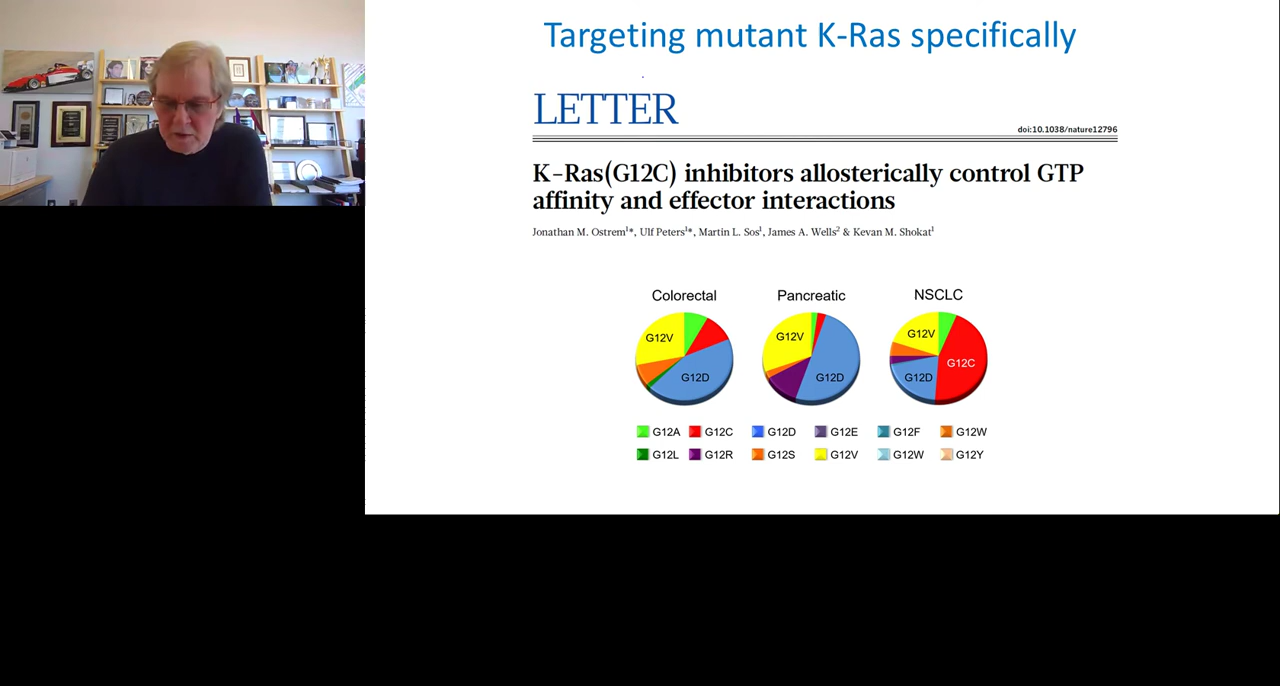 Targeting mutant K-Ras specifically
LETTER
doi:10.1038/nature12796
K-Ras(G12C) inhibitors allosterically control GTP
affinity and effector interactions
Jonathan M. Ostrem¹*, Ulf Peters¹*, Martin L. Sos¹, James A. Wells² & Kevan M. Shokat¹
Colorectal Pancreatic NSCLC
G12V G12V G12V
G12C
G12D G12D G12D
G12A G12C G12D G12E G12F G12W
G12L G12R G12S G12V G12W G12Y